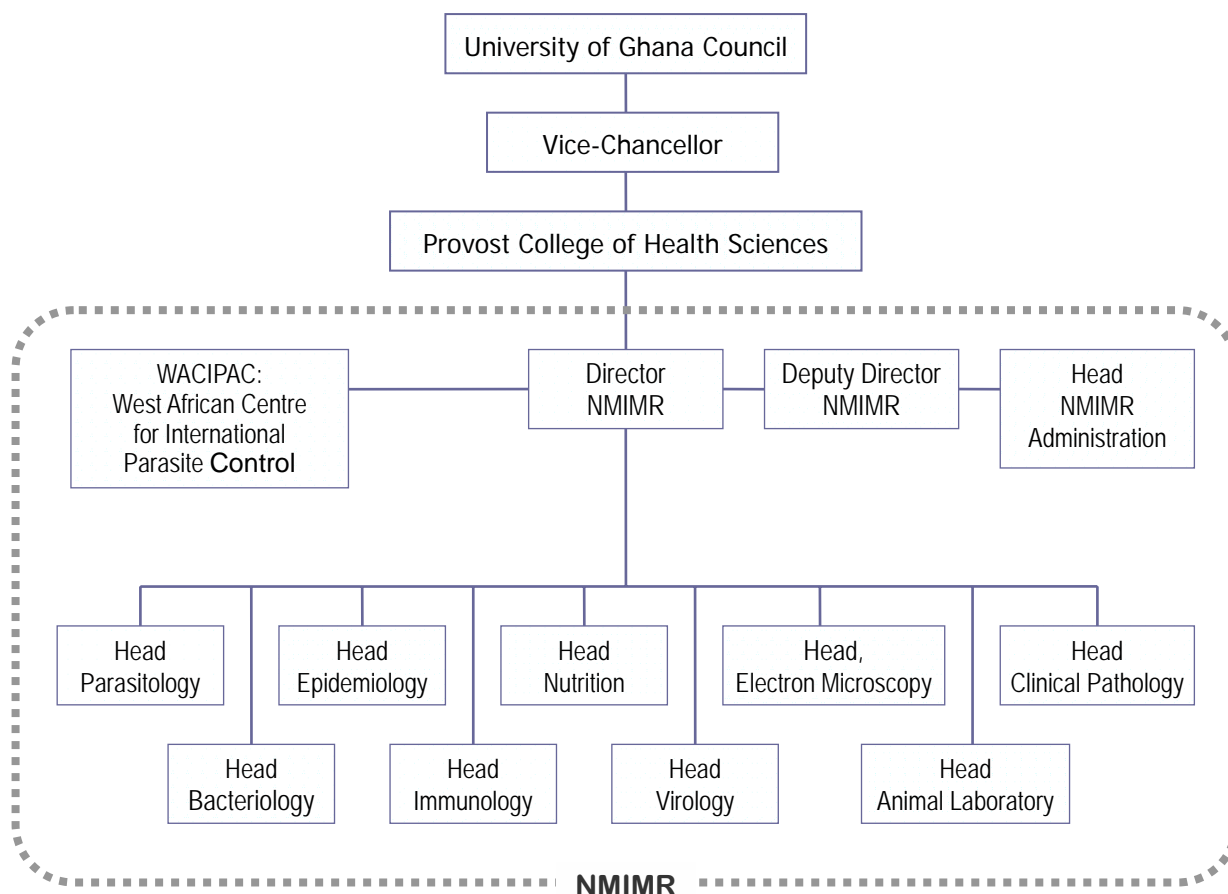 University of Ghana Council
Vice-Chancellor
Provost College of Health Sciences
WACIPAC:
West African Centre
for International
Parasite Control
Director
NMIMR
Deputy Director
NMIMR
Head
NMIMR
Administration
Head
Parasitology
Head
Epidemiology
Head
Nutrition
Head,
Electron Microscopy
Head
Clinical Pathology
Head
Bacteriology
Head
Immunology
Head
Virology
Head
Animal Laboratory
NMIMR